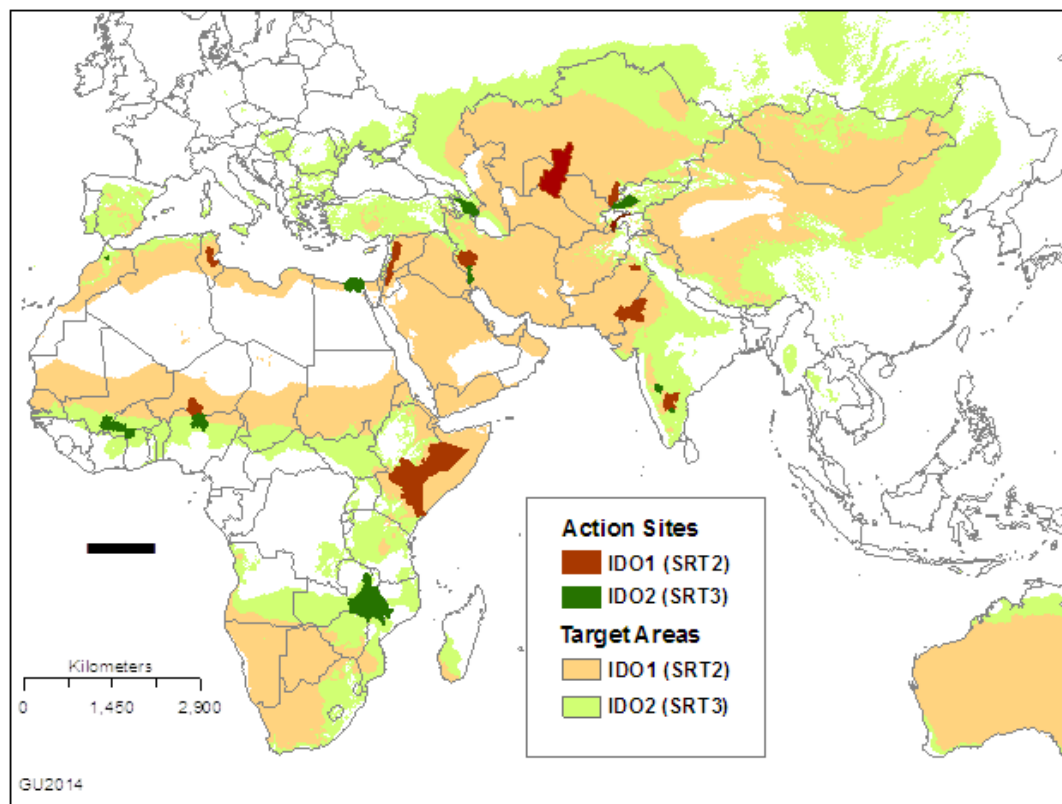 Action Sites
IDO1 (SRT2)
IDO2 (SRT3)
Target Areas
IDO1 (SRT2)
IDO2 (SRT3)
Kilometers
0 1,450 2,900
GU2014